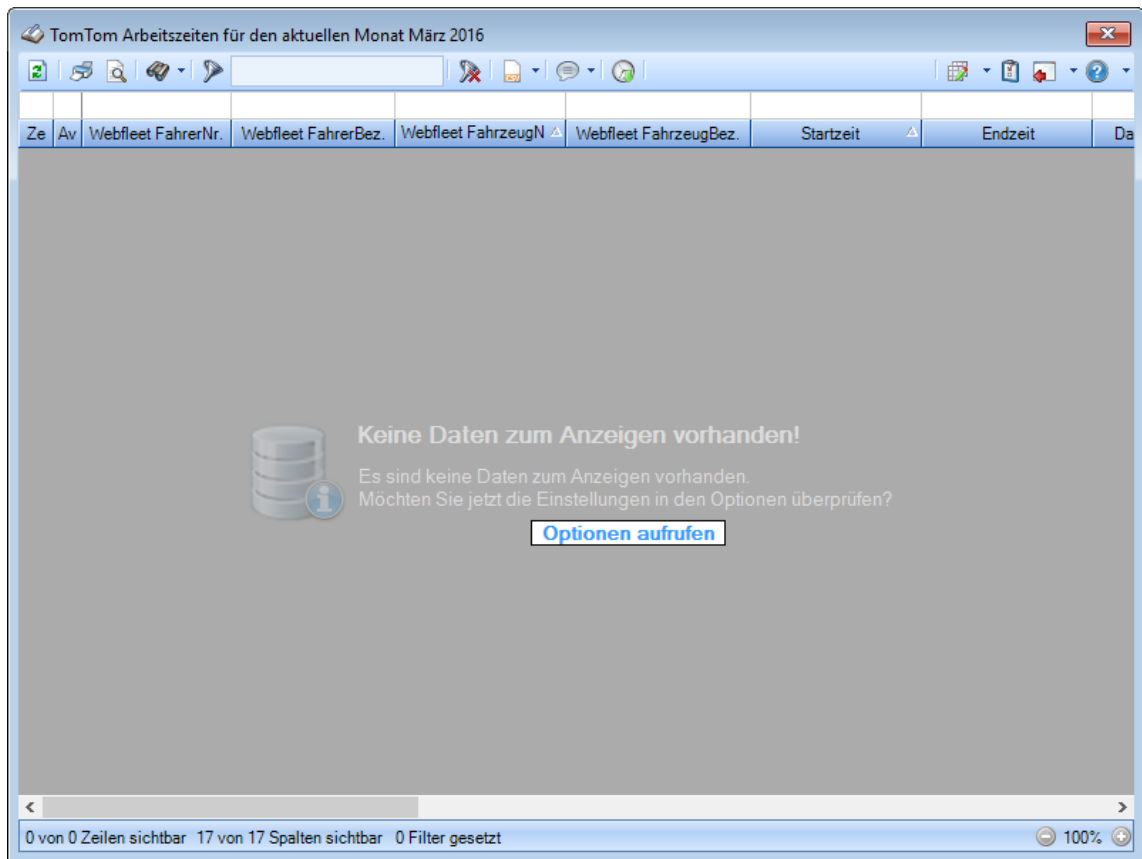 TomTom Arbeitszeiten für den aktuellen Monat März 2016
Ze Av Webfleet FahrerNr. Webfleet FahrerBez. Webfleet FahrzeugN Webfleet FahrzeugBez. Startzeit Endzeit Da
Keine Daten zum Anzeigen vorhanden!
Es sind keine Daten zum Anzeigen vorhanden.
Möchten Sie jetzt die Einstellungen in den Optionen überprüfen?
Optionen aufrufen
0 von 0 Zeilen sichtbar 17 von 17 Spalten sichtbar 0 Filter gesetzt 100%